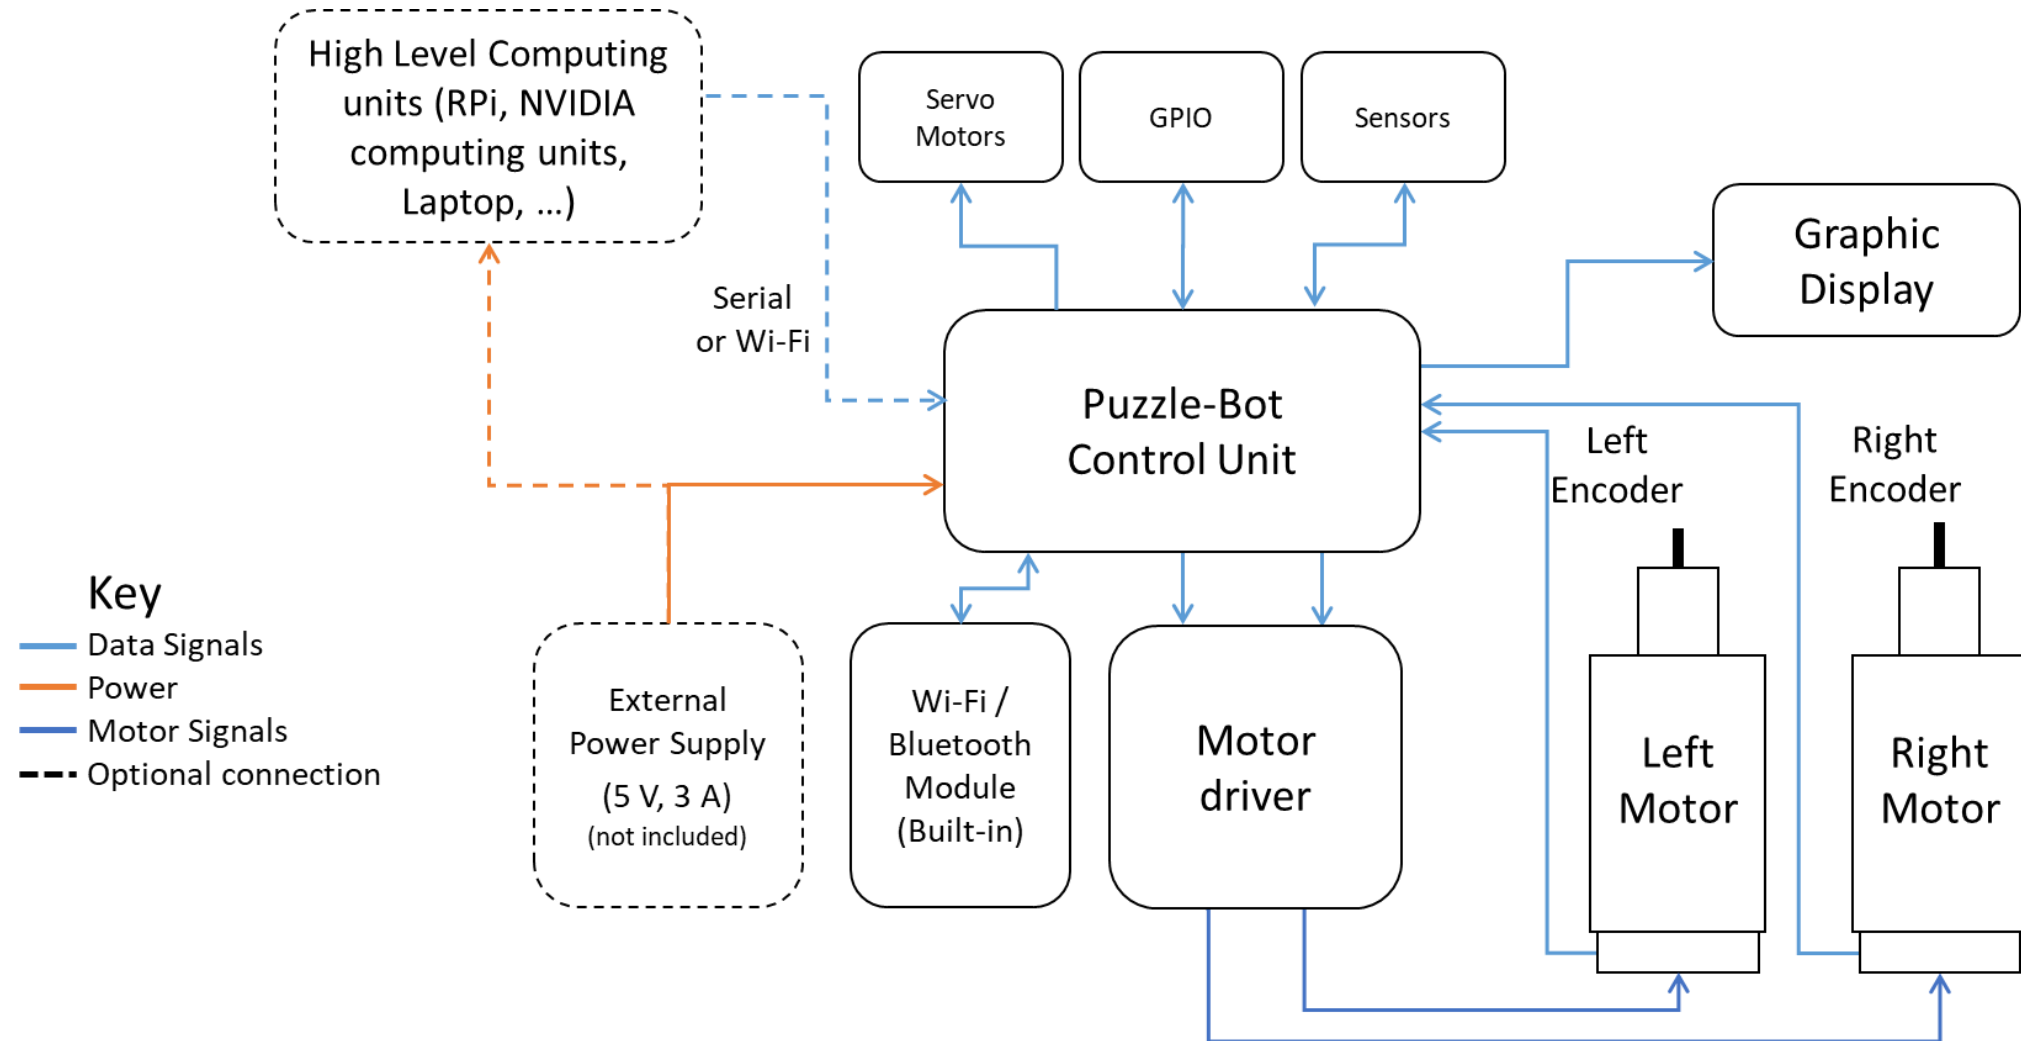 High Level Computing
units (RPi, NVIDIA
computing units,
Laptop, ...)
Servo
Motors
GPIO
Sensors
Graphic
Display
Serial
or Wi-Fi
Puzzle-Bot
Control Unit
Left
Encoder
Right
Encoder
Key
Data Signals
Power
Motor Signals
Optional connection
External
Power Supply
(5 V, 3 A)
(not included)
Wi-Fi /
Bluetooth
Module
(Built-in)
Motor
driver
Left
Motor
Right
Motor